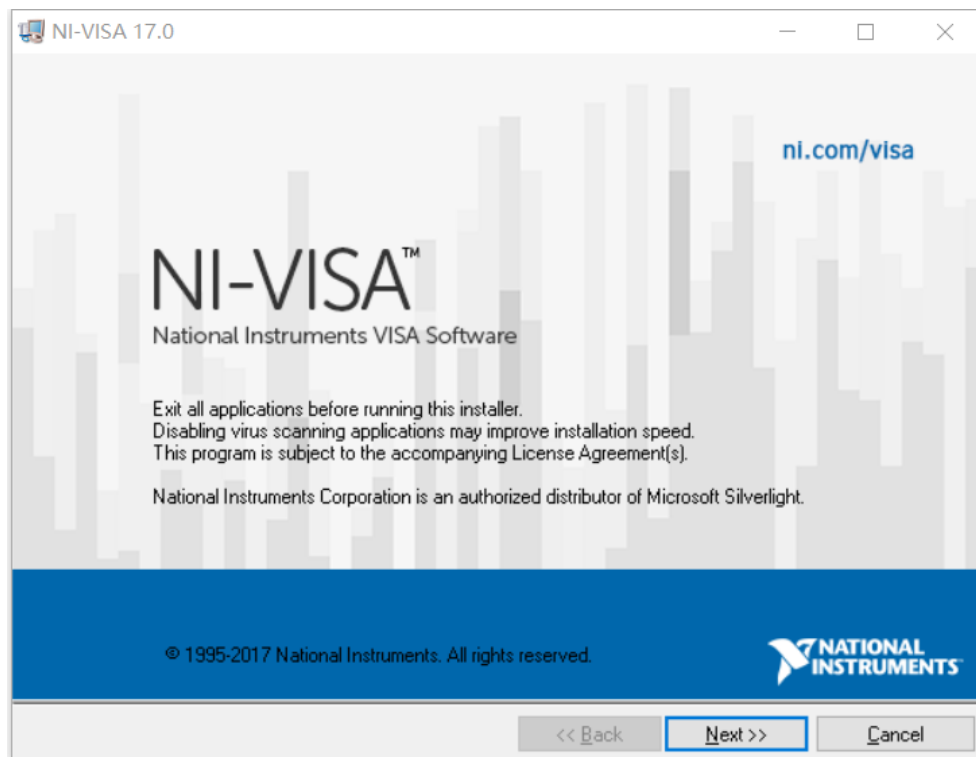 NI-VISA 17.0
ni.com/visa
NI-VISA™
National Instruments VISA Software
Exit all applications before running this installer.
Disabling virus scanning applications may improve installation speed.
This program is subject to the accompanying License Agreement(s).
National Instruments Corporation is an authorized distributor of Microsoft Silverlight.
© 1995-2017 National Instruments. All rights reserved.
NATIONAL
INSTRUMENTS
<< Back
Next >>
Cancel